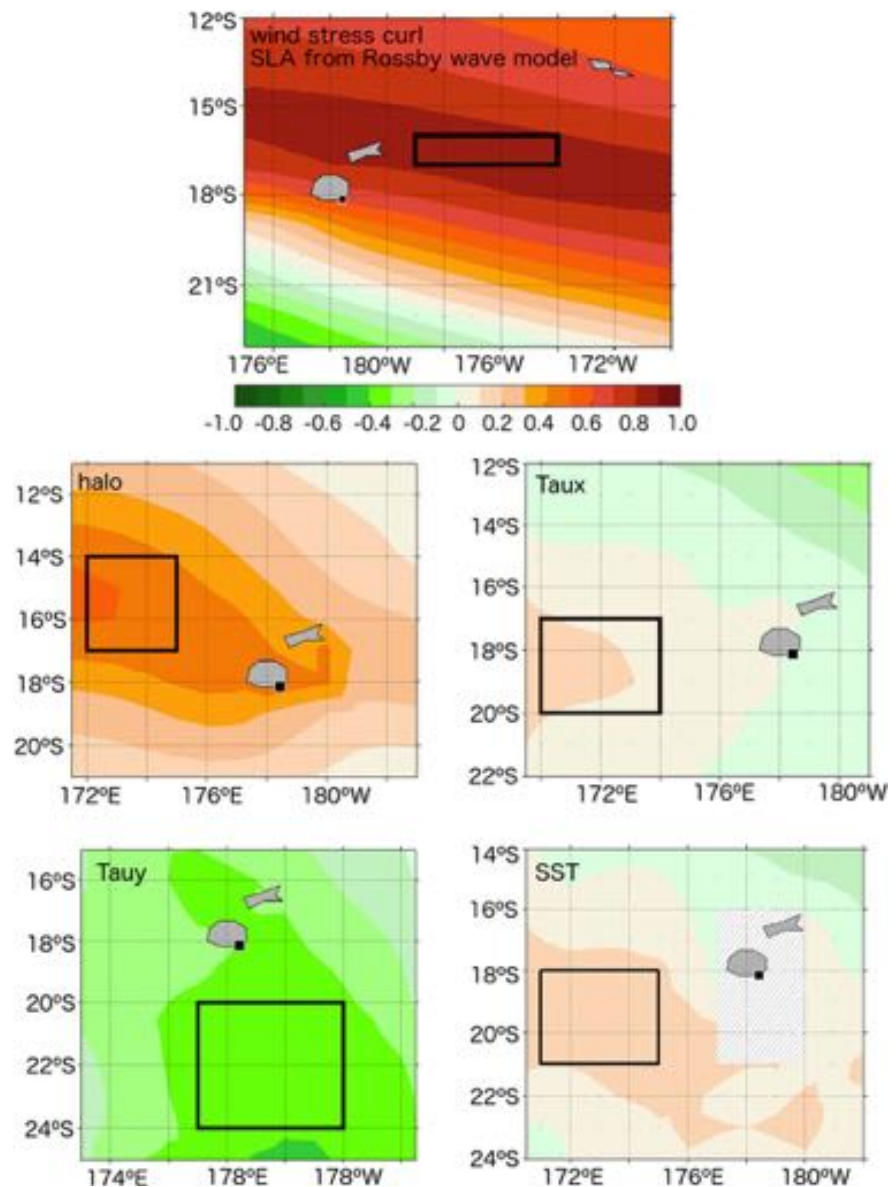 wind stress curl
SLA from Rossby wave model
12ºS
15ºS
18ºS
21ºS
176ºE 180ºW 176ºW 172ºW
-1.0 -0.8 -0.6 -0.4 -0.2 0 0.2 0.4 0.6 0.8 1.0
halo
12ºS
14ºS
16ºS
18ºS
20ºS
172ºE 176ºE 180ºW
Taux
12ºS
14ºS
16ºS
18ºS
20ºS
22ºS
172ºE 176ºE 180ºW
Tauy
16ºS
18ºS
20ºS
22ºS
24ºS
174ºE 178ºE 178ºW
SST
14ºS
16ºS
18ºS
20ºS
22ºS
24ºS
172ºE 176ºE 180ºW